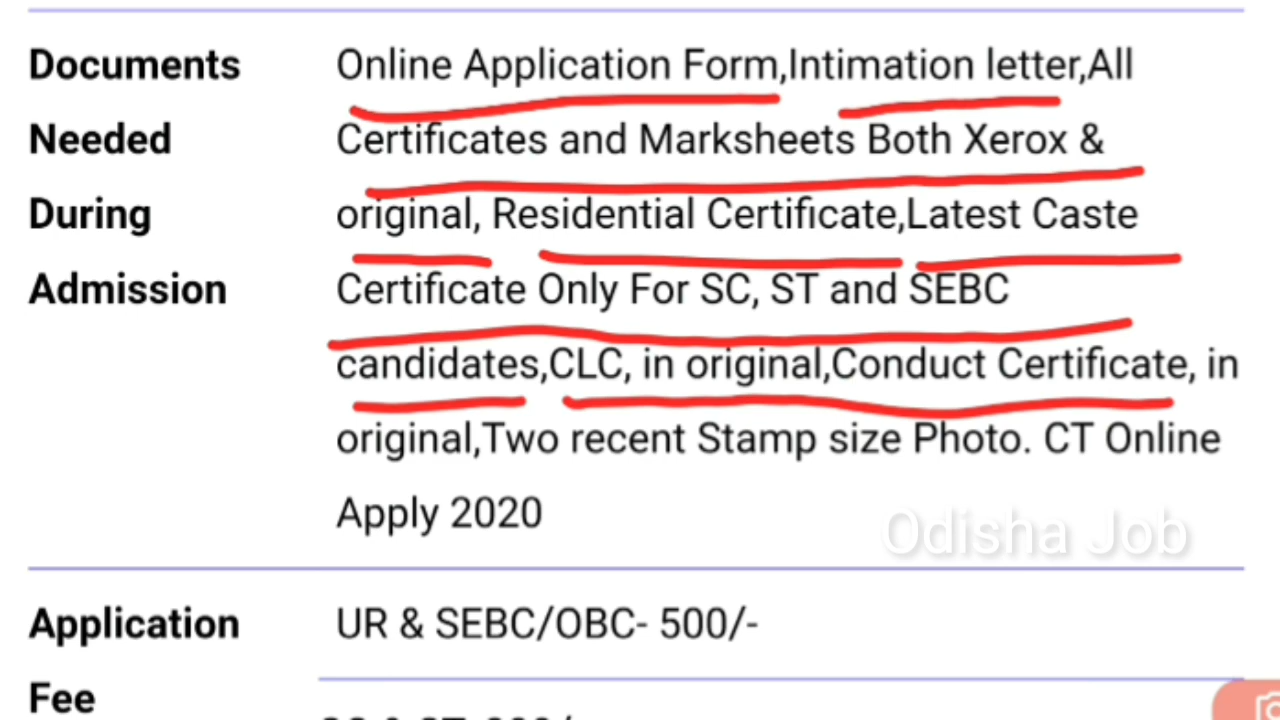 Documents Online Application Form,Intimation letter,All
Needed Certificates and Marksheets Both Xerox &
During original, Residential Certificate,Latest Caste
Admission Certificate Only For SC, ST and SEBC
candidates,CLC, in original,Conduct Certificate, in
original,Two recent Stamp size Photo. CT Online
Apply 2020
Odisha Job
Application UR & SEBC/OBC- 500/-
Fee